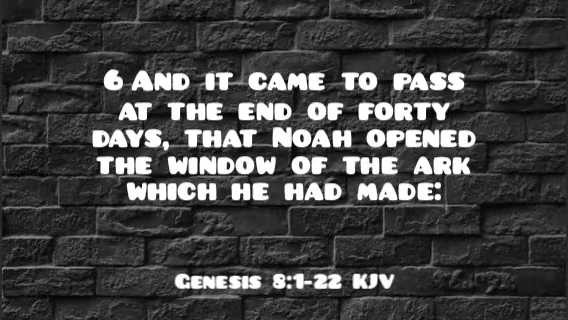 6 And it came to pass
at the end of forty
days, that Noah opened
the window of the ark
which he had made:
Genesis 8:1-22 KJV